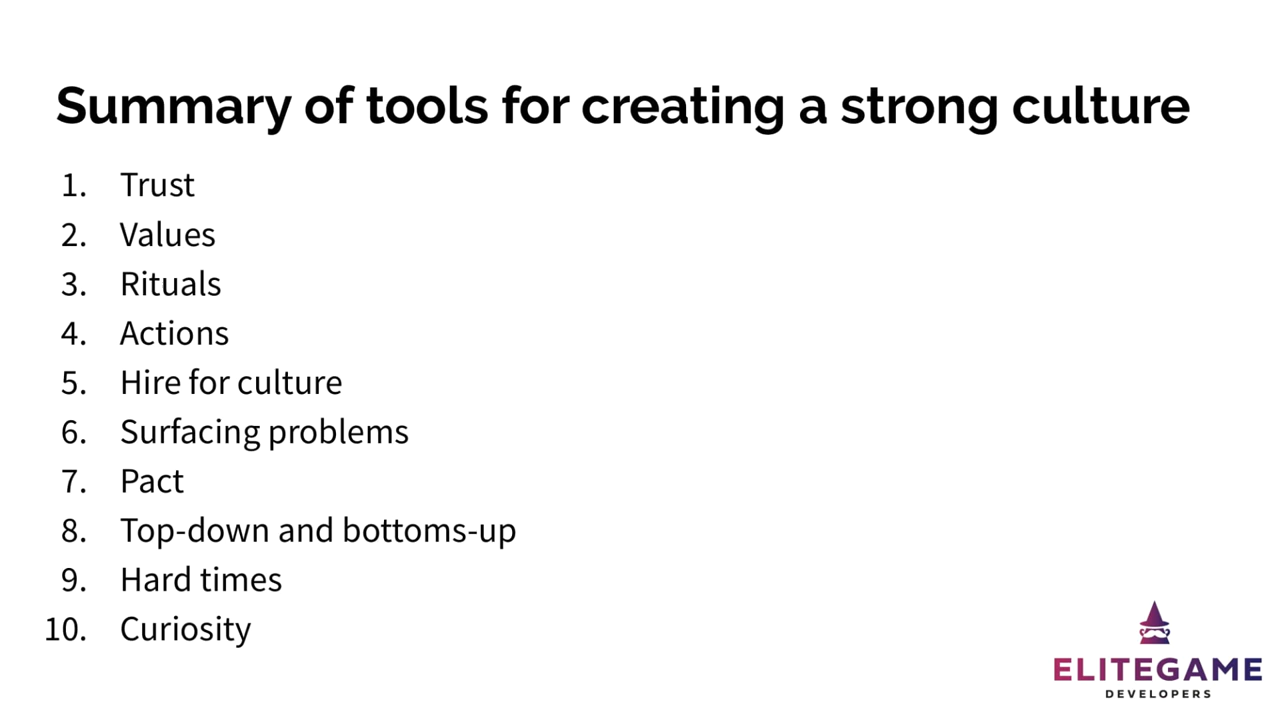 Summary of tools for creating a strong culture
1. Trust
2. Values
3. Rituals
4. Actions
5. Hire for culture
6. Surfacing problems
7. Pact
8. Top-down and bottoms-up
9. Hard times
10. Curiosity
ELITEGAME
DEVELOPERS